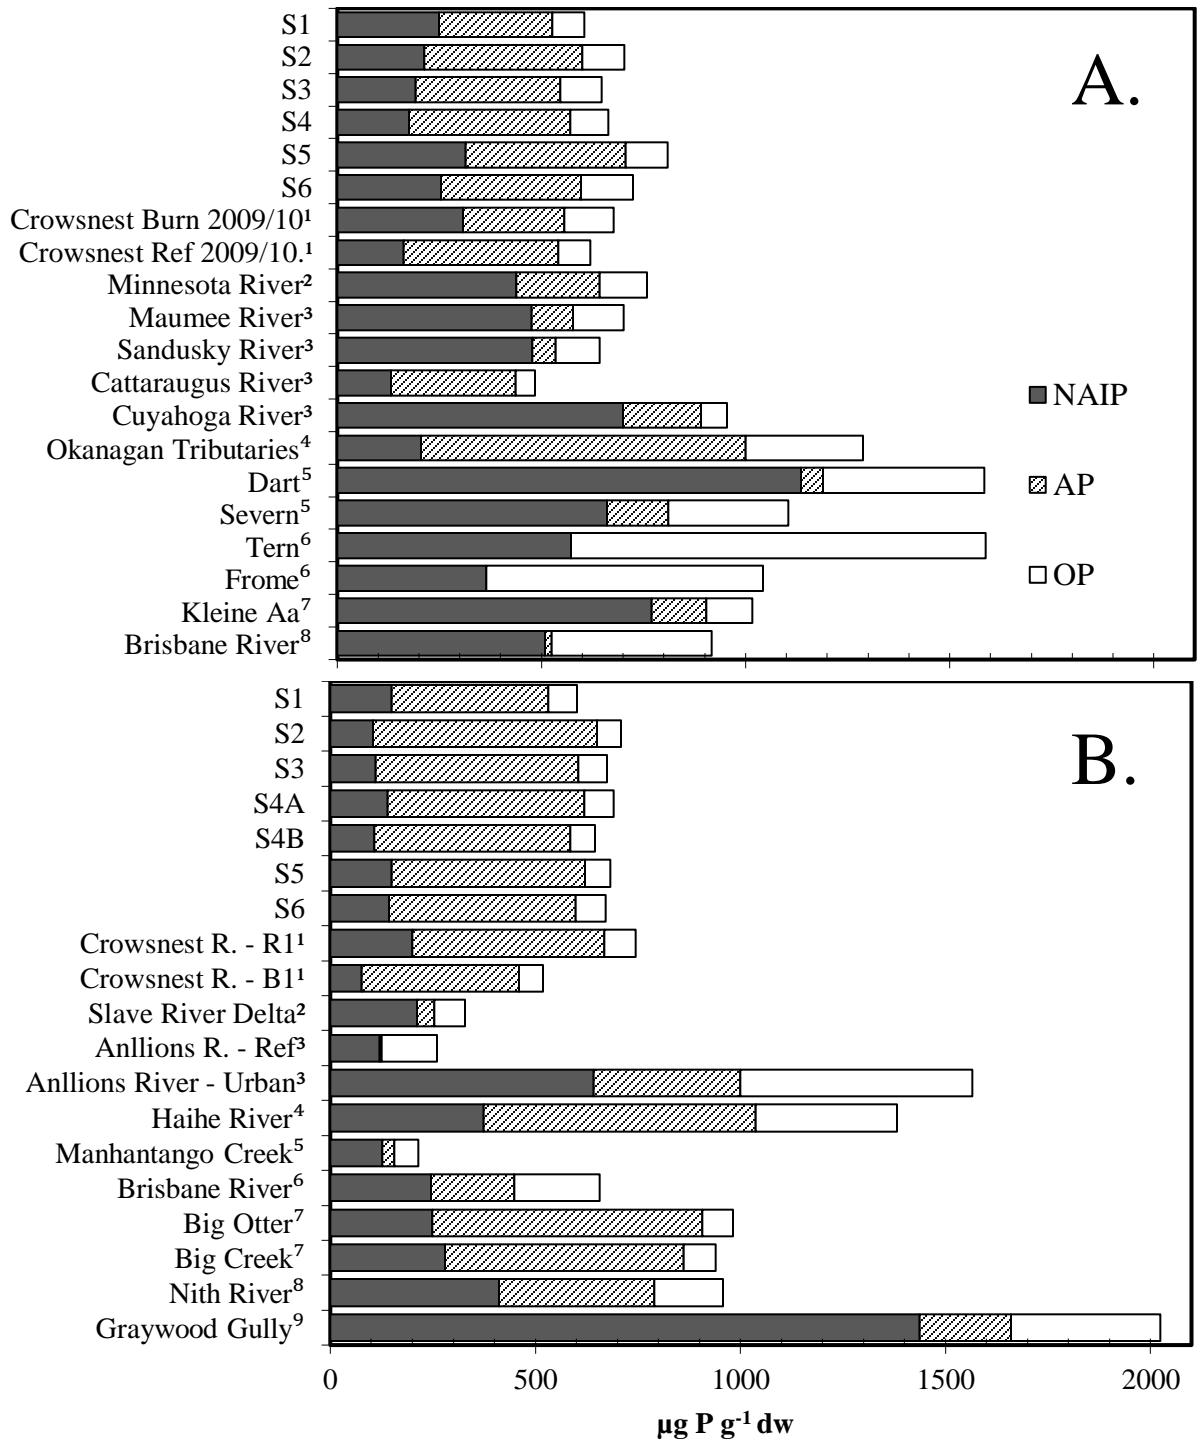 S1
S2
S3
S4
S5
S6
Crowsnest Burn 2009/10¹
Crowsnest Ref 2009/10.¹
Minnesota River²
Maumee River³
Sandusky River³
Cattaraugus River³
Cuyahoga River³
Okanagan Tributaries⁴
Dart⁵
Severn⁵
Tern⁶
Frome⁶
Kleine Aa⁷
Brisbane River⁸
A.
NAIP
AP
OP
S1
S2
S3
S4A
S4B
S5
S6
Crowsnest R. - R1¹
Crowsnest R. - B1¹
Slave River Delta²
Anllions R. - Ref³
Anllions River - Urban³
Haihe River⁴
Manhantango Creek⁵
Brisbane River⁶
Big Otter⁷
Big Creek⁷
Nith River⁸
Graywood Gully⁹
B.
0 500 1000 1500 2000
µg P g⁻¹ dw